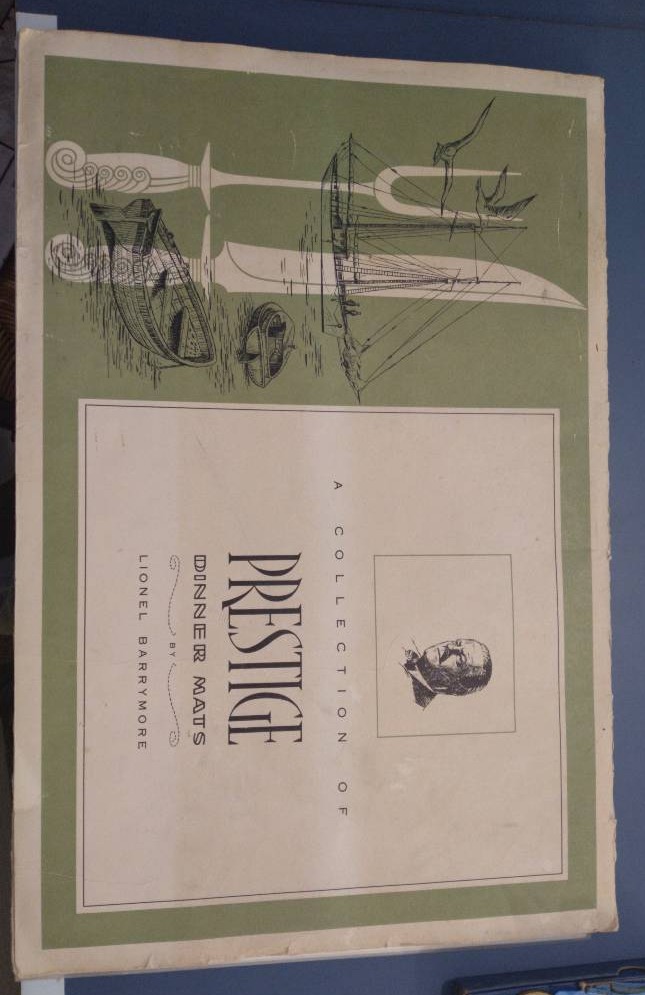 A COLLECTION OF
PRESTIGE
DINNER MATS
BY
LIONEL BARRYMORE